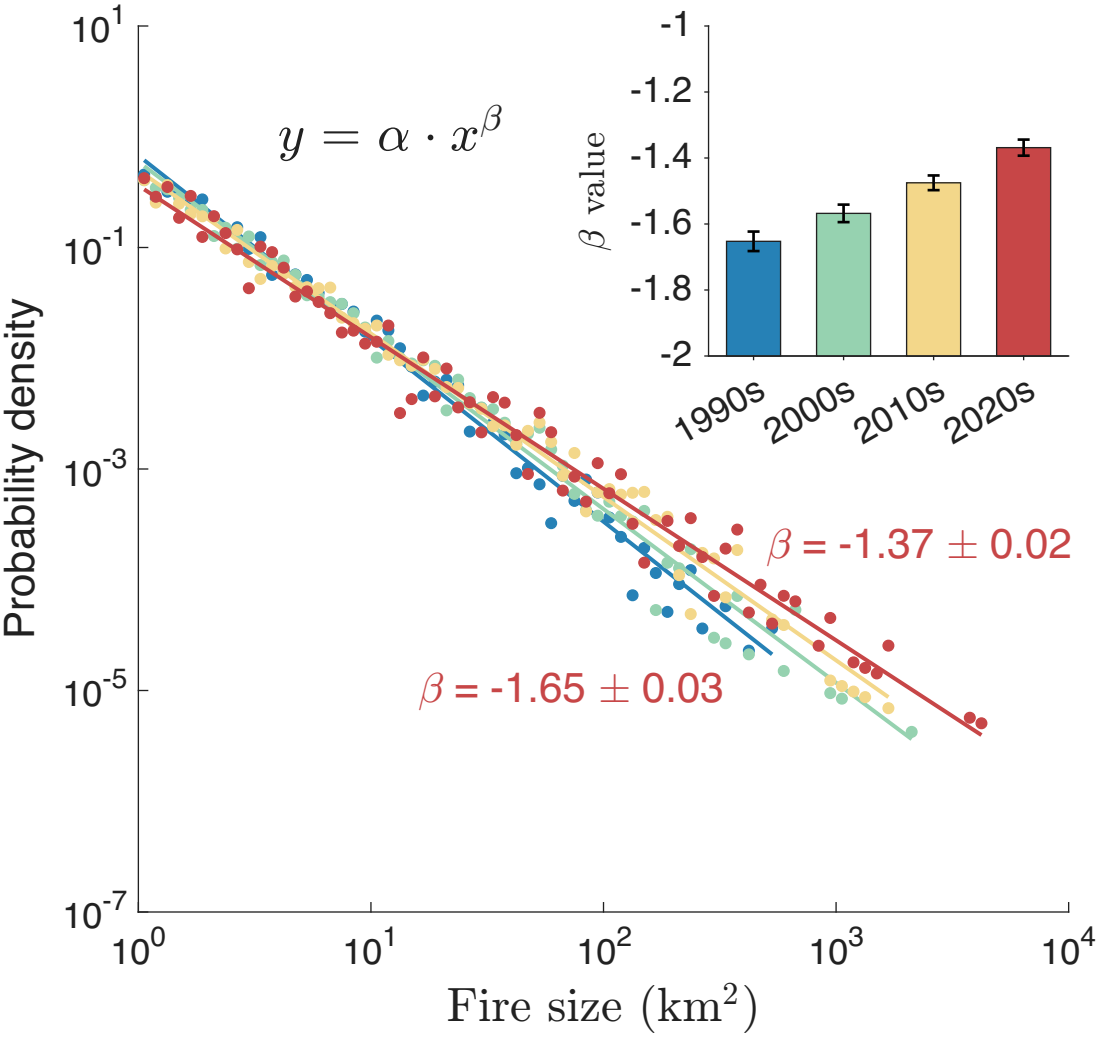 10^1
10^-1
10^-3
10^-5
10^-7
Probability density
y = α · x^β
β value
-1
-1.2
-1.4
-1.6
-1.8
-2
1990s
2000s
2010s
2020s
β = -1.37 ± 0.02
β = -1.65 ± 0.03
10^0
10^1
10^2
10^3
10^4
Fire size (km²)